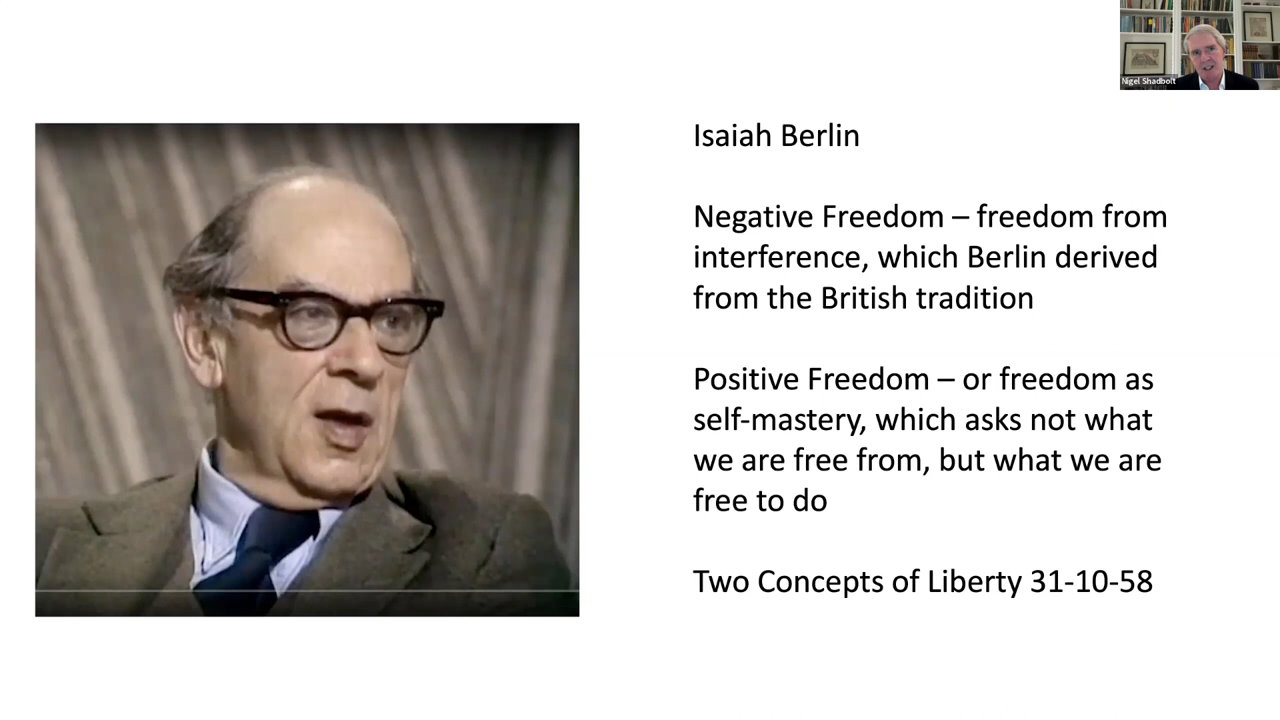 Nigel Shadbolt
Isaiah Berlin
Negative Freedom – freedom from
interference, which Berlin derived
from the British tradition
Positive Freedom – or freedom as
self-mastery, which asks not what
we are free from, but what we are
free to do
Two Concepts of Liberty 31-10-58